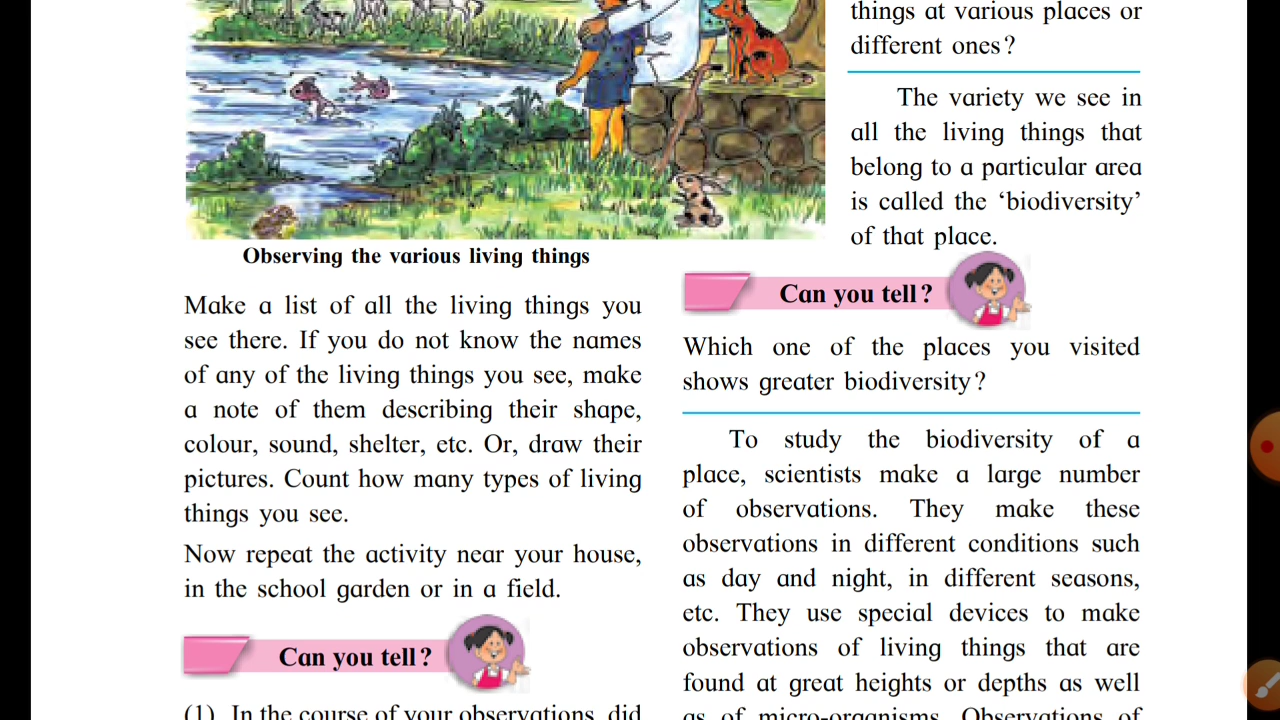 Observing the various living things
Make a list of all the living things you
see there. If you do not know the names
of any of the living things you see, make
a note of them describing their shape,
colour, sound, shelter, etc. Or, draw their
pictures. Count how many types of living
things you see.
Now repeat the activity near your house,
in the school garden or in a field.
Can you tell?
(1) In the course of your observations, did
things at various places or
different ones?
The variety we see in
all the living things that
belong to a particular area
is called the ‘biodiversity’
of that place.
Can you tell?
Which one of the places you visited
shows greater biodiversity?
To study the biodiversity of a
place, scientists make a large number
of observations. They make these
observations in different conditions such
as day and night, in different seasons,
etc. They use special devices to make
observations of living things that are
found at great heights or depths as well
as of micro-organisms. Observations of